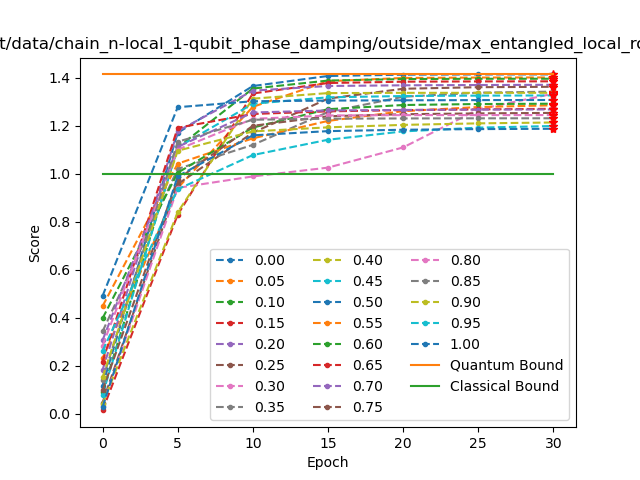 t/data/chain_n-local_1-qubit_phase_damping/outside/max_entangled_local_ro
Score
1.4
1.2
1.0
0.8
0.6
0.4
0.2
0.0
0.00 0.40 0.80
0.05 0.45 0.85
0.10 0.50 0.90
0.15 0.55 0.95
0.20 0.60 1.00
0.25 0.65 Quantum Bound
0.30 0.70 Classical Bound
0.35 0.75
0 5 10 15 20 25 30
Epoch